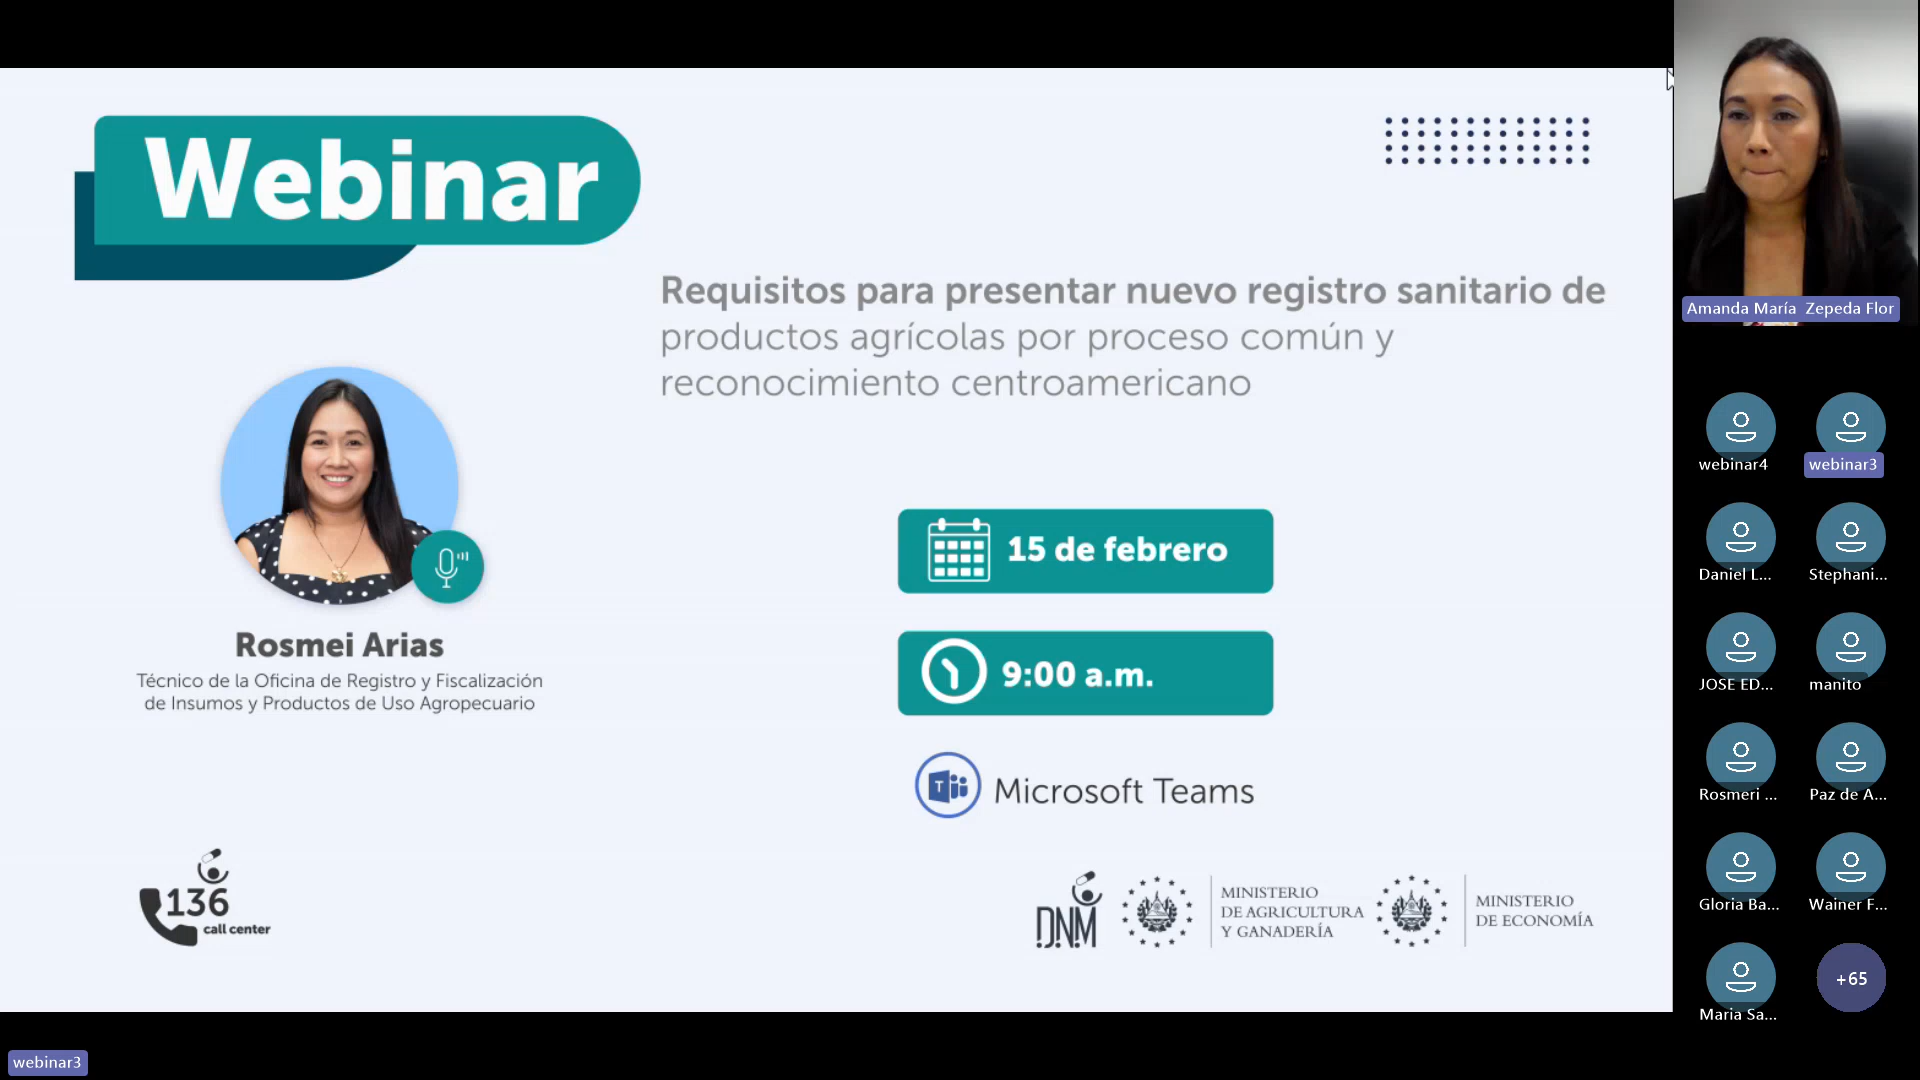 Webinar
Requisitos para presentar nuevo registro sanitario de
productos agrícolas por proceso común y
reconocimiento centroamericano
15 de febrero
9:00 a.m.
Microsoft Teams
Rosmei Arias
Técnico de la Oficina de Registro y Fiscalización
de Insumos y Productos de Uso Agropecuario
136
call center
DNM
MINISTERIO
DE AGRICULTURA
Y GANADERÍA
MINISTERIO
DE ECONOMÍA
Amanda María Zepeda Flor
webinar4
webinar3
Daniel L...
Stephani...
JOSE ED...
manito
Rosmeri ...
Paz de A...
Gloria Ba...
Wainer F...
Maria Sa...
+65
webinar3